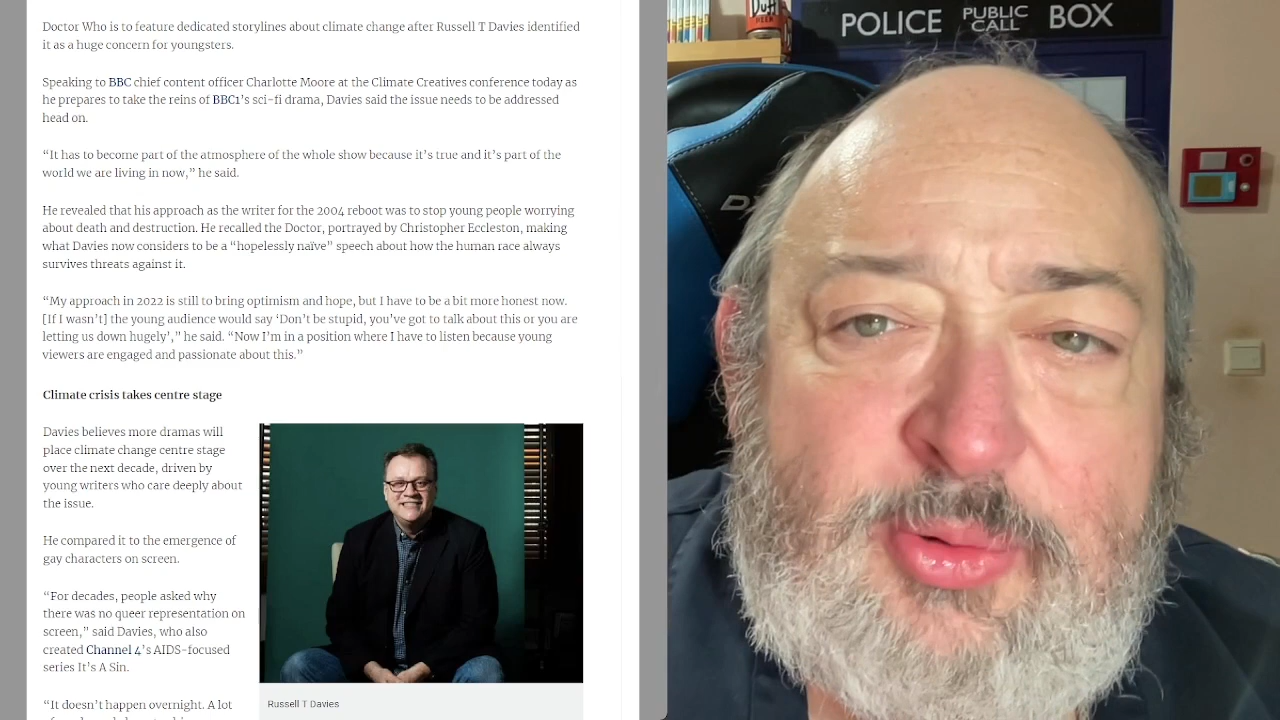 Doctor Who is to feature dedicated storylines about climate change after Russell T Davies identified
it as a huge concern for youngsters.
Speaking to BBC chief content officer Charlotte Moore at the Climate Creatives conference today as
he prepares to take the reins of BBC1's sci-fi drama, Davies said the issue needs to be addressed
head on.
“It has to become part of the atmosphere of the whole show because it's true and it's part of the
world we are living in now,” he said.
He revealed that his approach as the writer for the 2004 reboot was to stop young people worrying
about death and destruction. He recalled the Doctor, portrayed by Christopher Eccleston, making
what Davies now considers to be a “hopelessly naïve” speech about how the human race always
survives threats against it.
“My approach in 2022 is still to bring optimism and hope, but I have to be a bit more honest now.
[If I wasn't] the young audience would say ‘Don't be stupid, you've got to talk about this or you are
letting us down hugely’,” he said. “Now I'm in a position where I have to listen because young
viewers are engaged and passionate about this.”
Climate crisis takes centre stage
Davies believes more dramas will
place climate change centre stage
over the next decade, driven by
young writers who care deeply about
the issue.
He compared it to the emergence of
gay characters on screen.
“For decades, people asked why
there was no queer representation on
screen,” said Davies, who also
created Channel 4's AIDS-focused
series It's A Sin.
“It doesn't happen overnight. A lot
Russell T Davies
Duff
BEER
POLICE PUBLIC CALL BOX